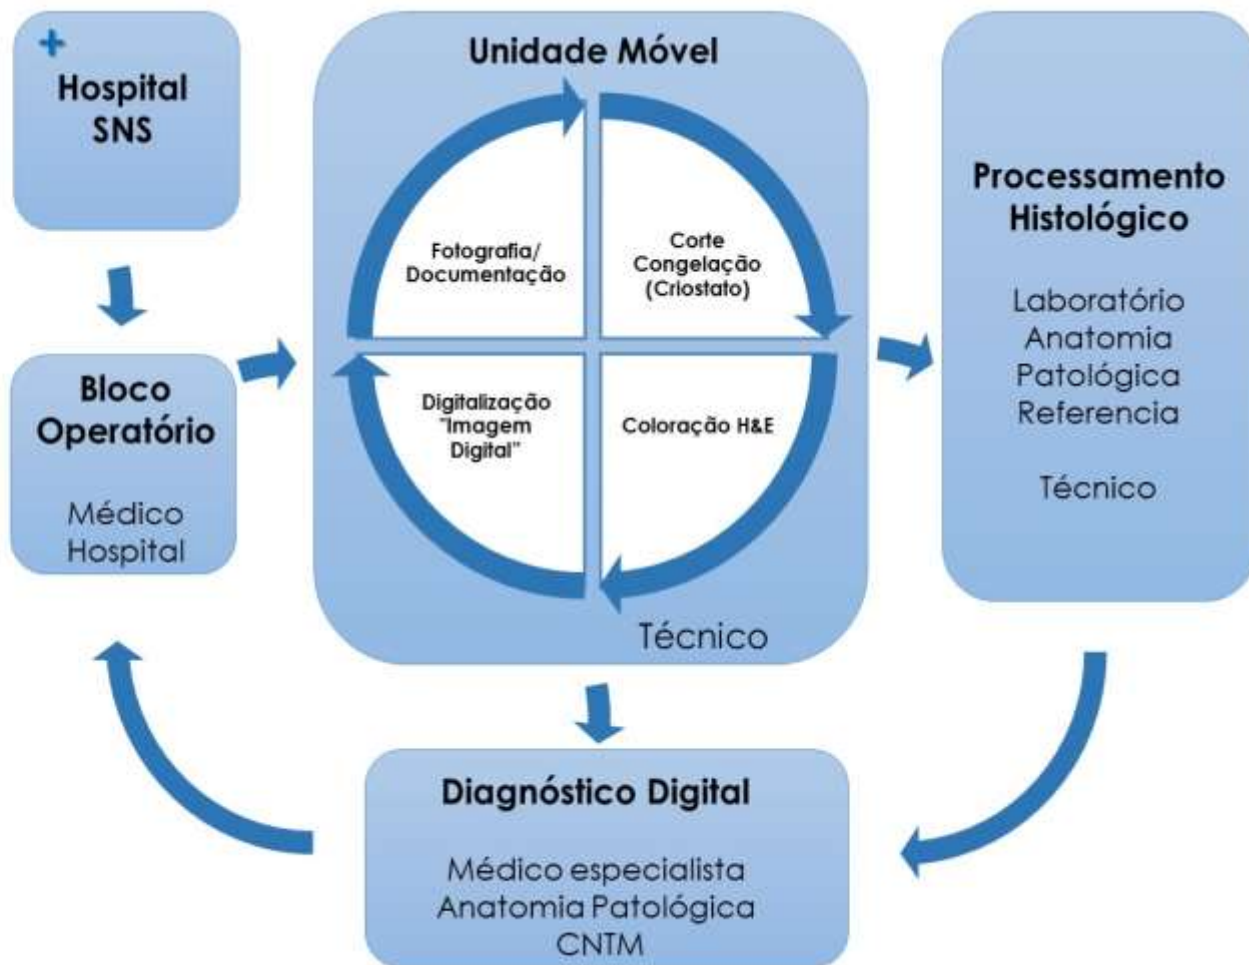 Hospital
SNS
Unidade Móvel
Fotografia/
Documentação
Corte
Congelação
(Criostato)
Digitalização
"Imagem
Digital"
Coloração H&E
Técnico
Processamento
Histológico
Laboratório
Anatomia
Patológica
Referencia
Técnico
Bloco
Operatório
Médico
Hospital
Diagnóstico Digital
Médico especialista
Anatomia Patológica
CNTM